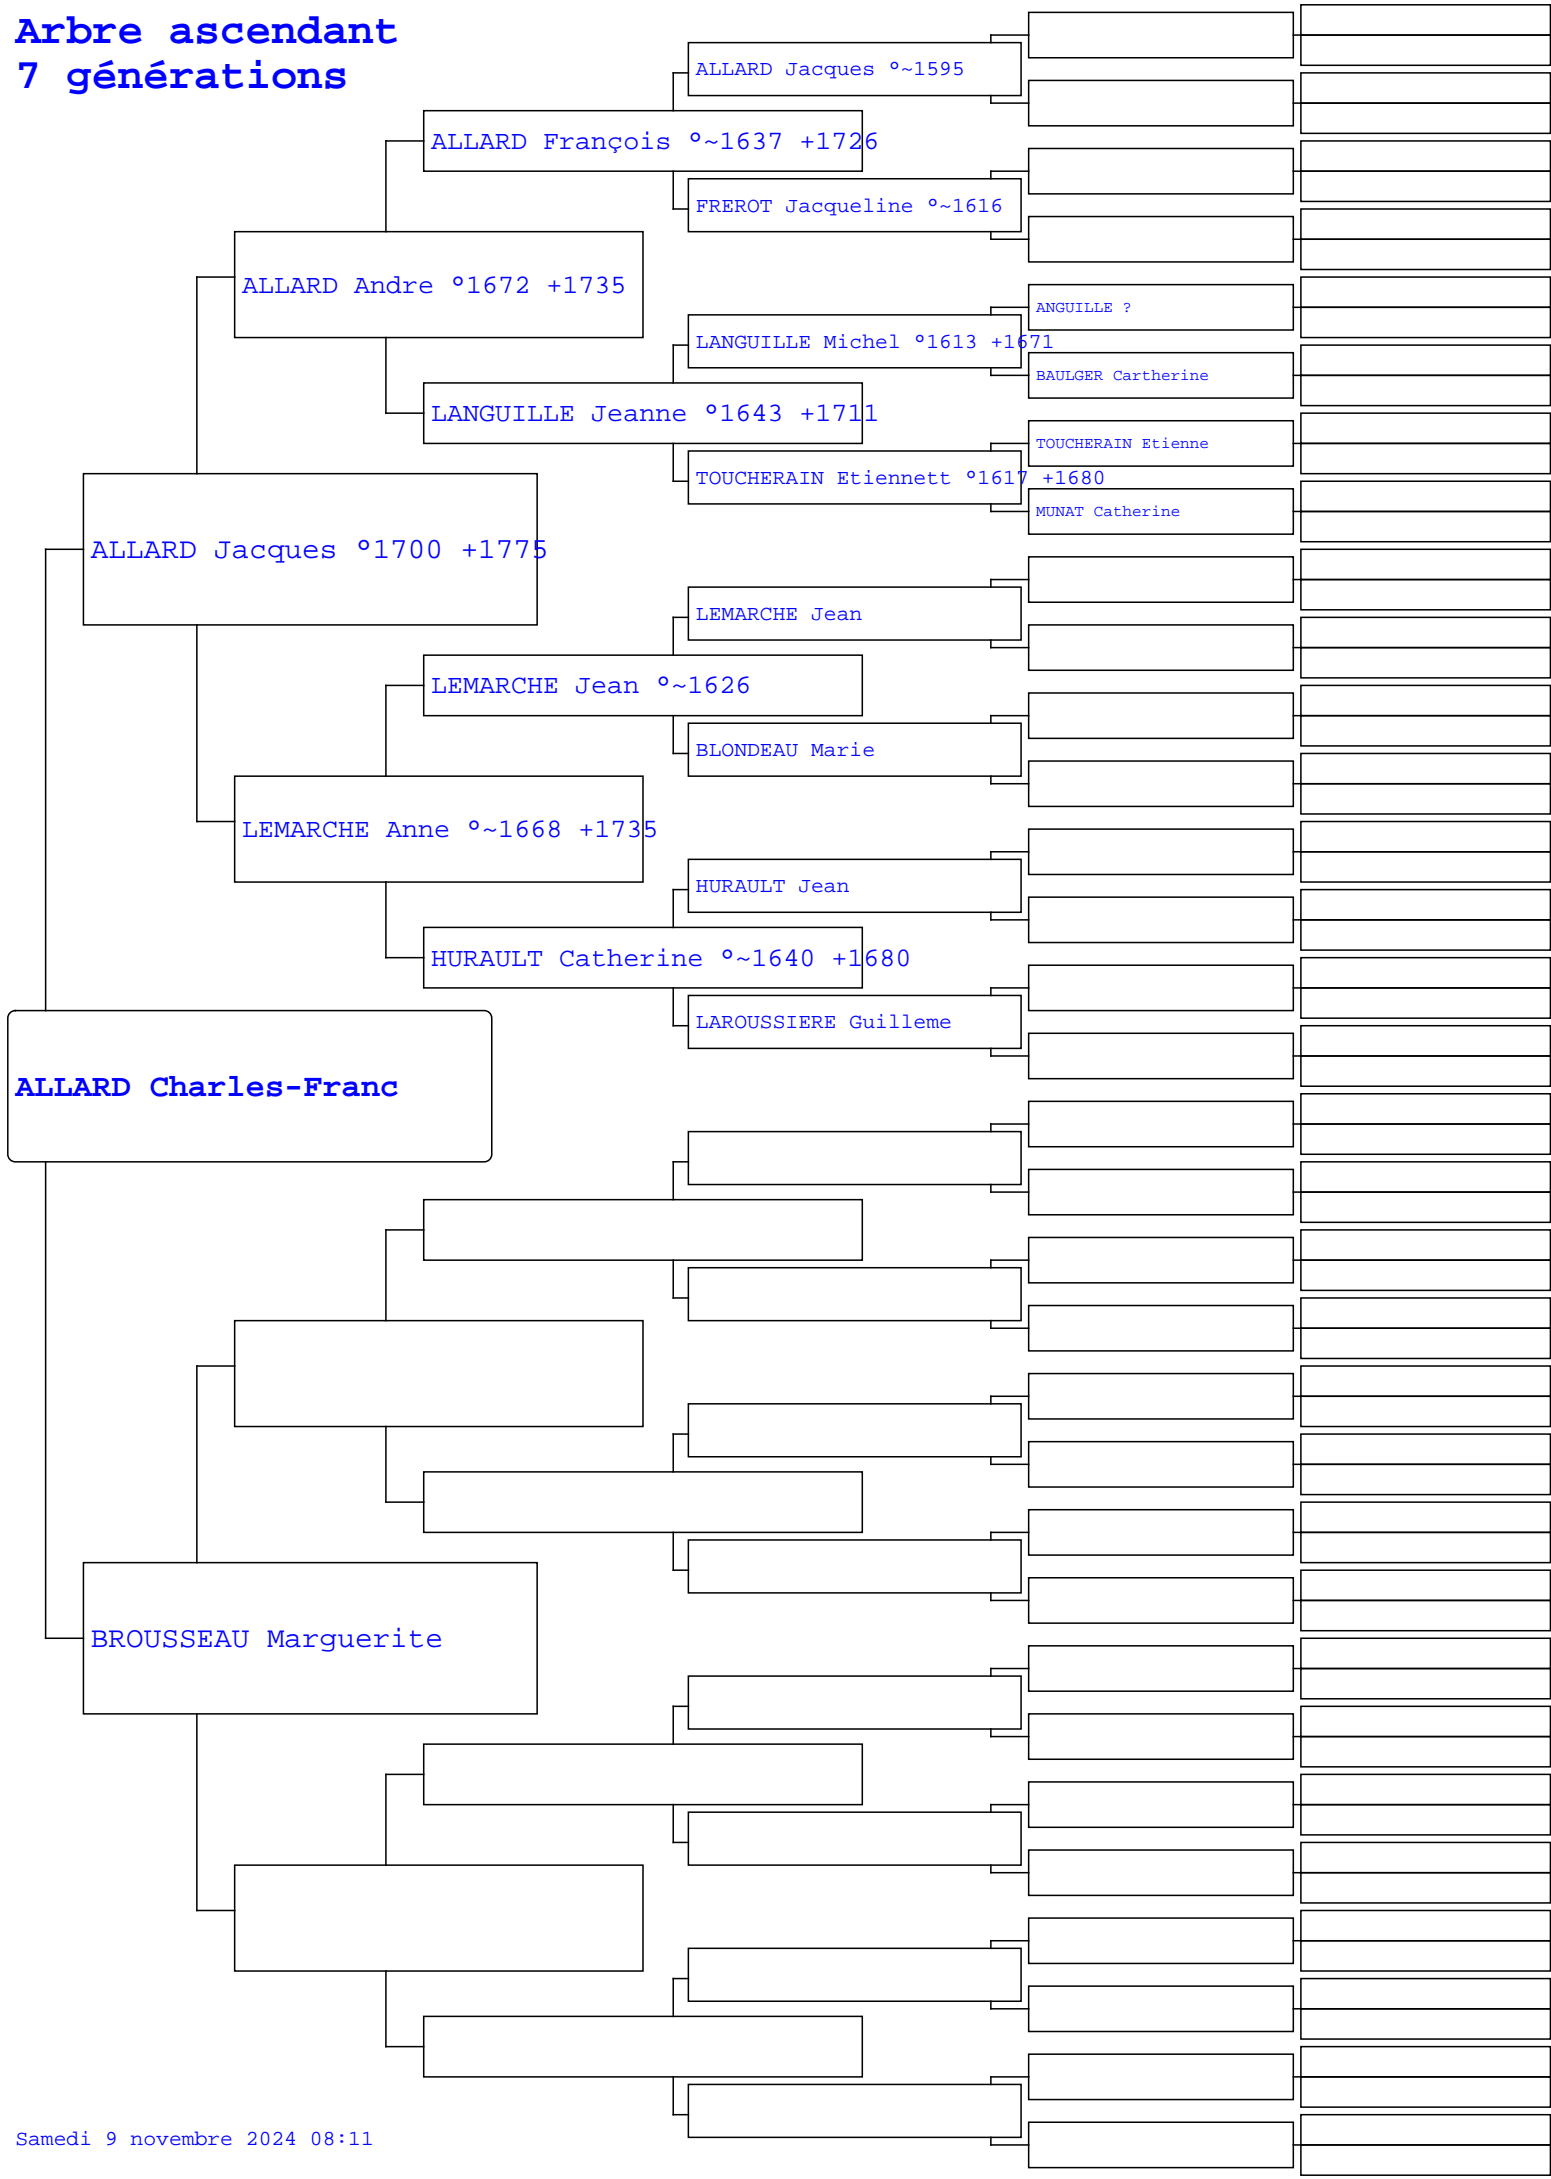 Arbre ascendant
7 générations
ALLARD Jacques °~1595
ALLARD François °~1637 +1726
FREROT Jacqueline °~1616
ALLARD Andre °1672 +1735
ANGUILLE ?
LANGUILLE Michel °1613 +1671
BAULGER Cartherine
LANGUILLE Jeanne °1643 +1711
TOUCHERAIN Etienne
TOUCHERAIN Etiennett °1617 +1680
MUNAT Catherine
ALLARD Jacques °1700 +1775
LEMARCHE Jean
LEMARCHE Jean °~1626
BLONDEAU Marie
LEMARCHE Anne °~1668 +1735
HURAULT Jean
HURAULT Catherine °~1640 +1680
LAROUSSIERE Guilleme
ALLARD Charles-Franc
BROUSSEAU Marguerite
Samedi 9 novembre 2024 08:11